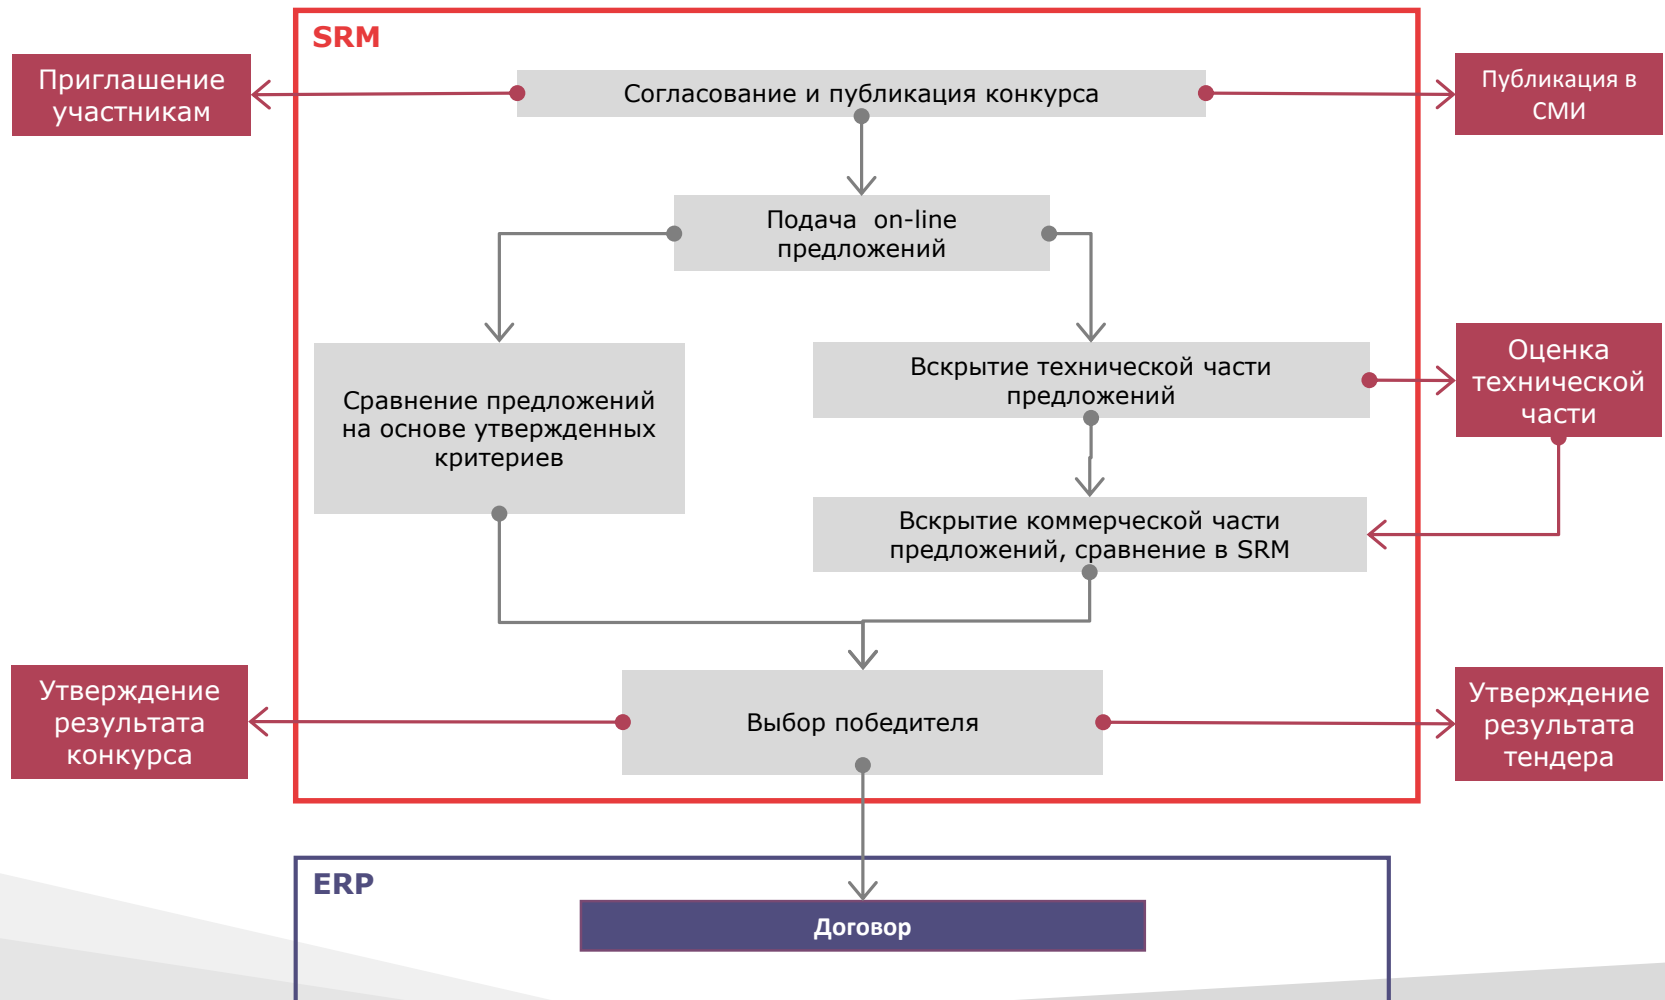 SRM
Приглашение
участникам
Согласование и публикация конкурса
Публикация в
СМИ
Подача on-line
предложений
Сравнение предложений
на основе утвержденных
критериев
Вскрытие технической части
предложений
Оценка
технической
части
Вскрытие коммерческой части
предложений, сравнение в SRM
Утверждение
результата
конкурса
Выбор победителя
Утверждение
результата
тендера
ERP
Договор